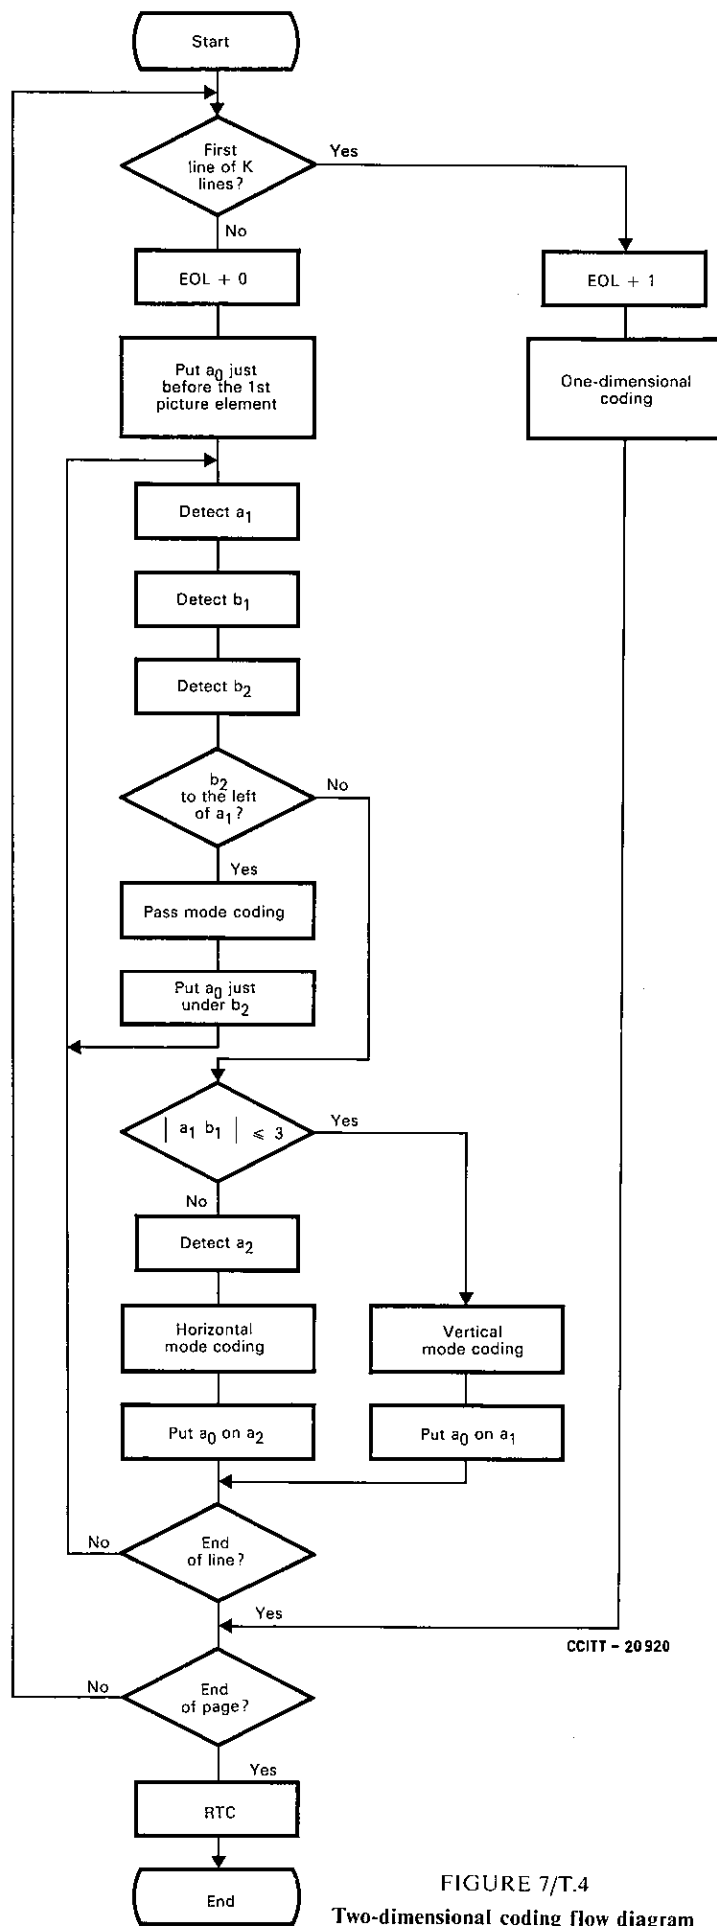 Start
First
line of K
lines?
Yes
No
EOL + 0
EOL + 1
Put a0 just
before the 1st
picture element
One-dimensional
coding
Detect a1
Detect b1
Detect b2
b2
to the left
of a1?
No
Yes
Pass mode coding
Put a0 just
under b2
| a1 b1 | ⩽ 3
Yes
No
Detect a2
Horizontal
mode coding
Vertical
mode coding
Put a0 on a2
Put a0 on a1
End
of line?
No
Yes
CCITT – 20920
End
of page?
No
Yes
RTC
End
FIGURE 7/T.4
Two-dimensional coding flow diagram